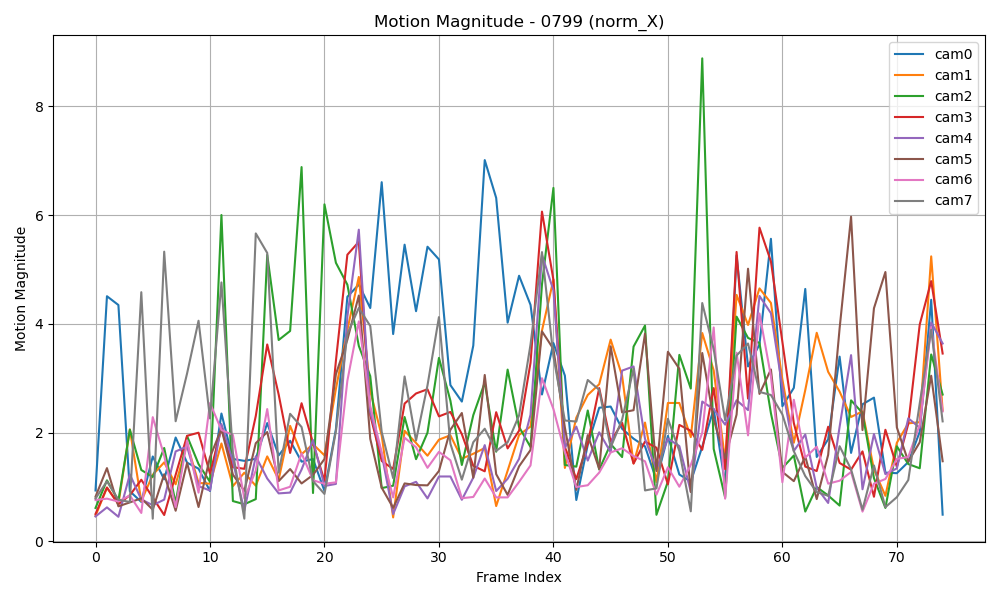 Motion Magnitude - 0799 (norm_X)
Motion Magnitude
8
6
4
2
0
0 10 20 30 40 50 60 70
Frame Index
cam0
cam1
cam2
cam3
cam4
cam5
cam6
cam7